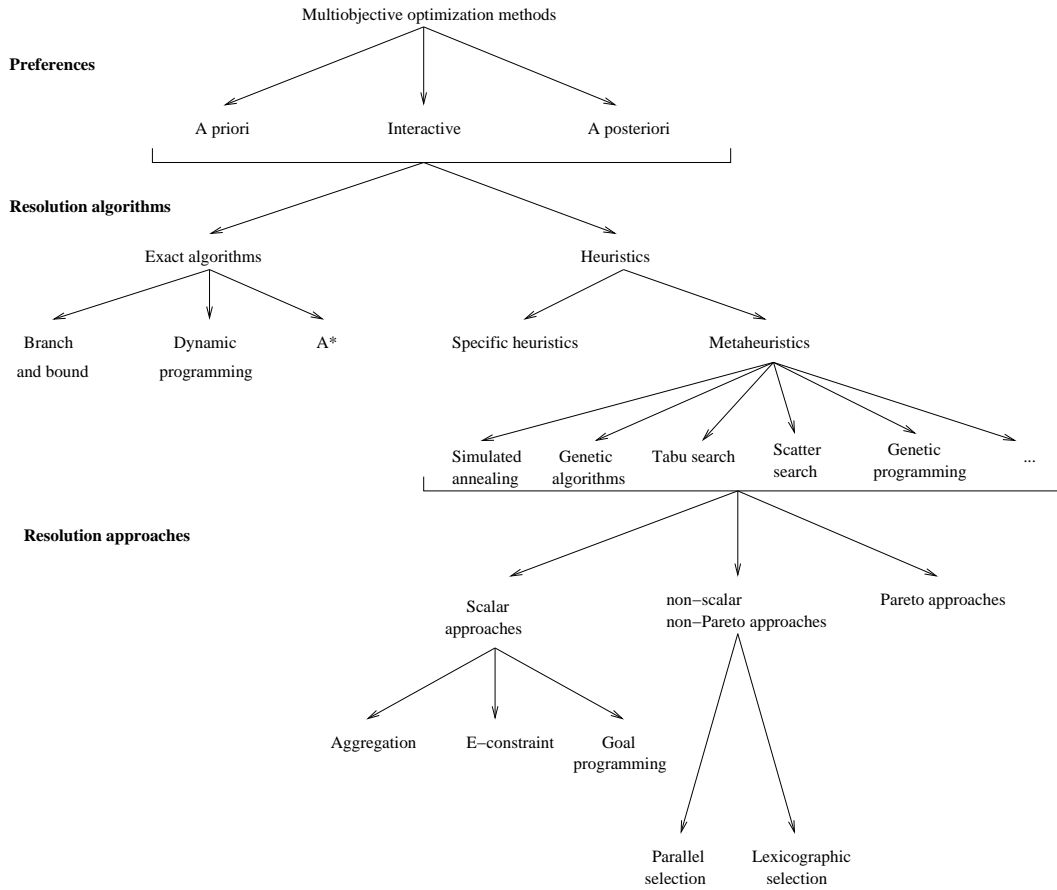 Multiobjective optimization methods
Preferences
A priori
Interactive
A posteriori
Resolution algorithms
Exact algorithms
Heuristics
Branch
and bound
Dynamic
programming
A*
Specific heuristics
Metaheuristics
Simulated
annealing
Genetic
algorithms
Tabu search
Scatter
search
Genetic
programming
...
Resolution approaches
Scalar
approaches
non−scalar
non−Pareto approaches
Pareto approaches
Aggregation
E−constraint
Goal
programming
Parallel
selection
Lexicographic
selection